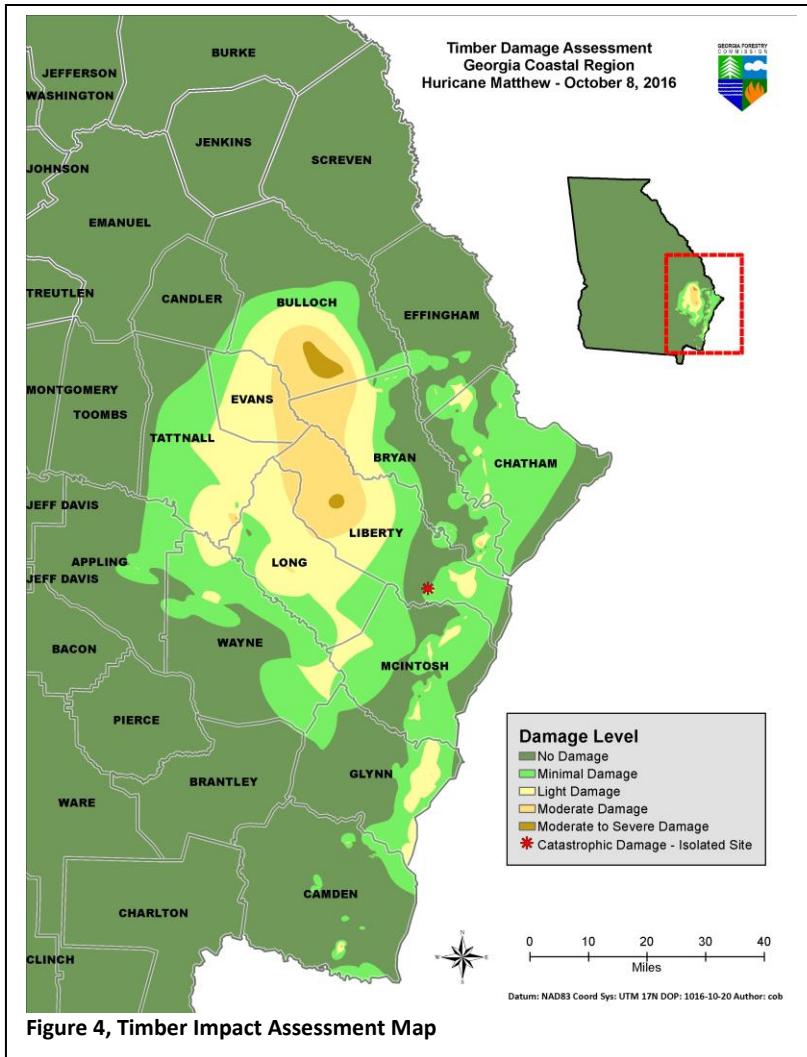 Timber Damage Assessment
Georgia Coastal Region
Huricane Matthew - October 8, 2016
GEORGIA FORESTRY
COMMISSION
BURKE
JEFFERSON
WASHINGTON
JENKINS
SCREVEN
JOHNSON
EMANUEL
TREUTLEN
CANDLER
BULLOCH
EFFINGHAM
MONTGOMERY
TOOMBS
EVANS
TATTNALL
BRYAN
CHATHAM
JEFF DAVIS
LIBERTY
APPLING
LONG
JEFF DAVIS
WAYNE
BACON
MCINTOSH
PIERCE
BRANTLEY
GLYNN
WARE
CAMDEN
CHARLTON
CLINCH
Damage Level
No Damage
Minimal Damage
Light Damage
Moderate Damage
Moderate to Severe Damage
Catastrophic Damage - Isolated Site
N
W
E
S
0 10 20 30 40
Miles
Datum: NAD83 Coord Sys: UTM 17N DOP: 1016-10-20 Author: cob
Figure 4, Timber Impact Assessment Map